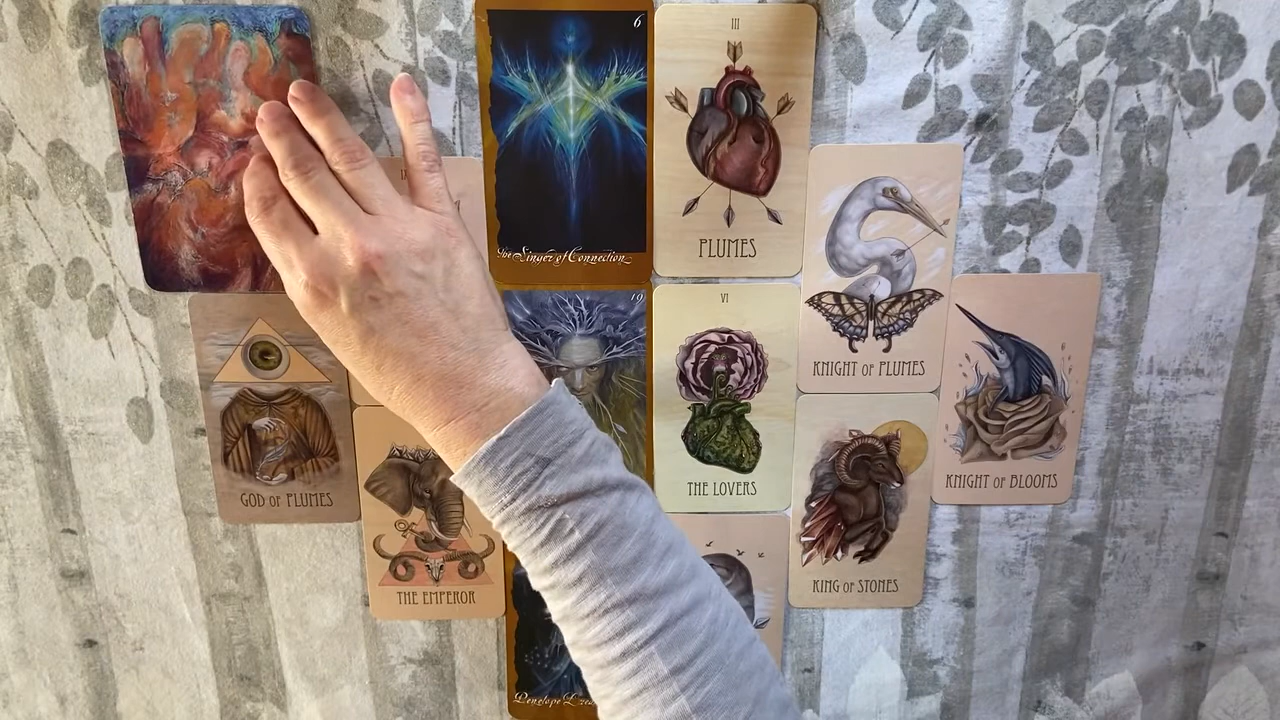 6
The Singer of Connection
III
PLUMES
KNIGHT OF PLUMES
19
VI
THE LOVERS
KNIGHT OF BLOOMS
GOD OF PLUMES
THE EMPEROR
KING OF STONES